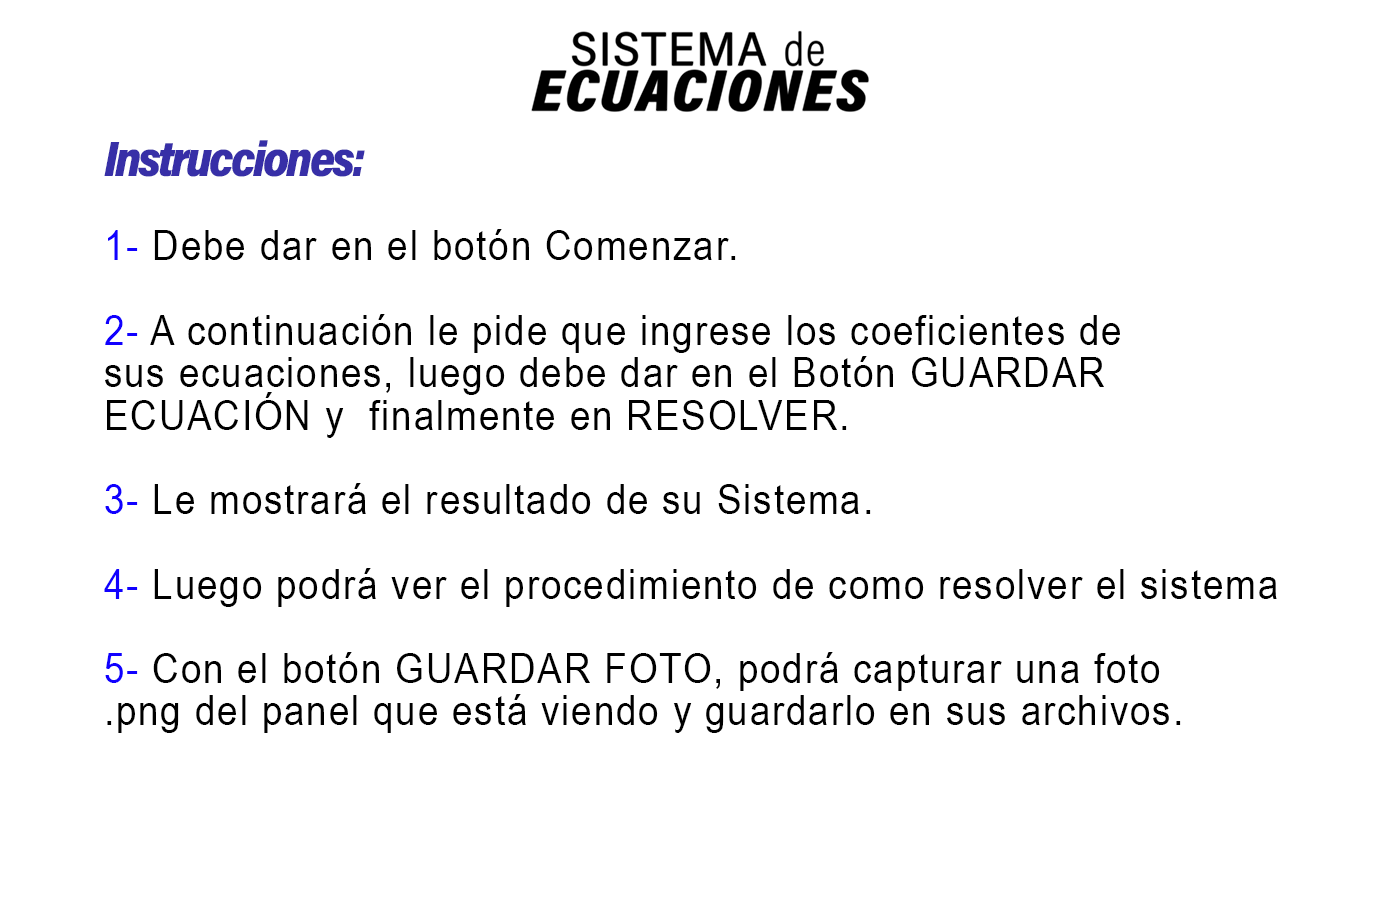 SISTEMA de
ECUACIONES
Instrucciones:
1- Debe dar en el botón Comenzar.
2- A continuación le pide que ingrese los coeficientes de
sus ecuaciones, luego debe dar en el Botón GUARDAR
ECUACIÓN y  finalmente en RESOLVER.
3- Le mostrará el resultado de su Sistema.
4- Luego podrá ver el procedimiento de como resolver el sistema
5- Con el botón GUARDAR FOTO, podrá capturar una foto
.png del panel que está viendo y guardarlo en sus archivos.